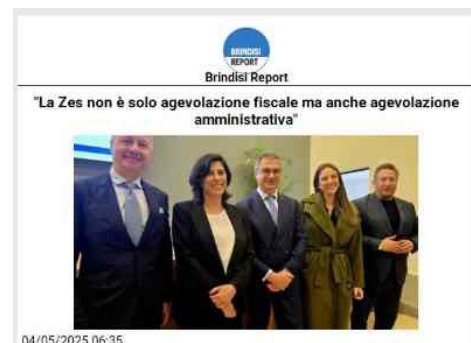 BRINDISI
REPORT
Brindisi Report
"La Zes non è solo agevolazione fiscale ma anche agevolazione
amministrativa"
04/05/2025 06:35